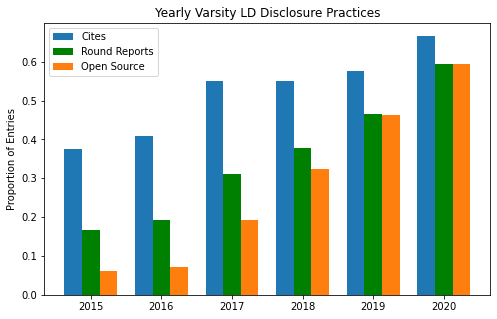 Yearly Varsity LD Disclosure Practices
Cites
Round Reports
Open Source
Proportion of Entries
0.6
0.5
0.4
0.3
0.2
0.1
0.0
2015 2016 2017 2018 2019 2020